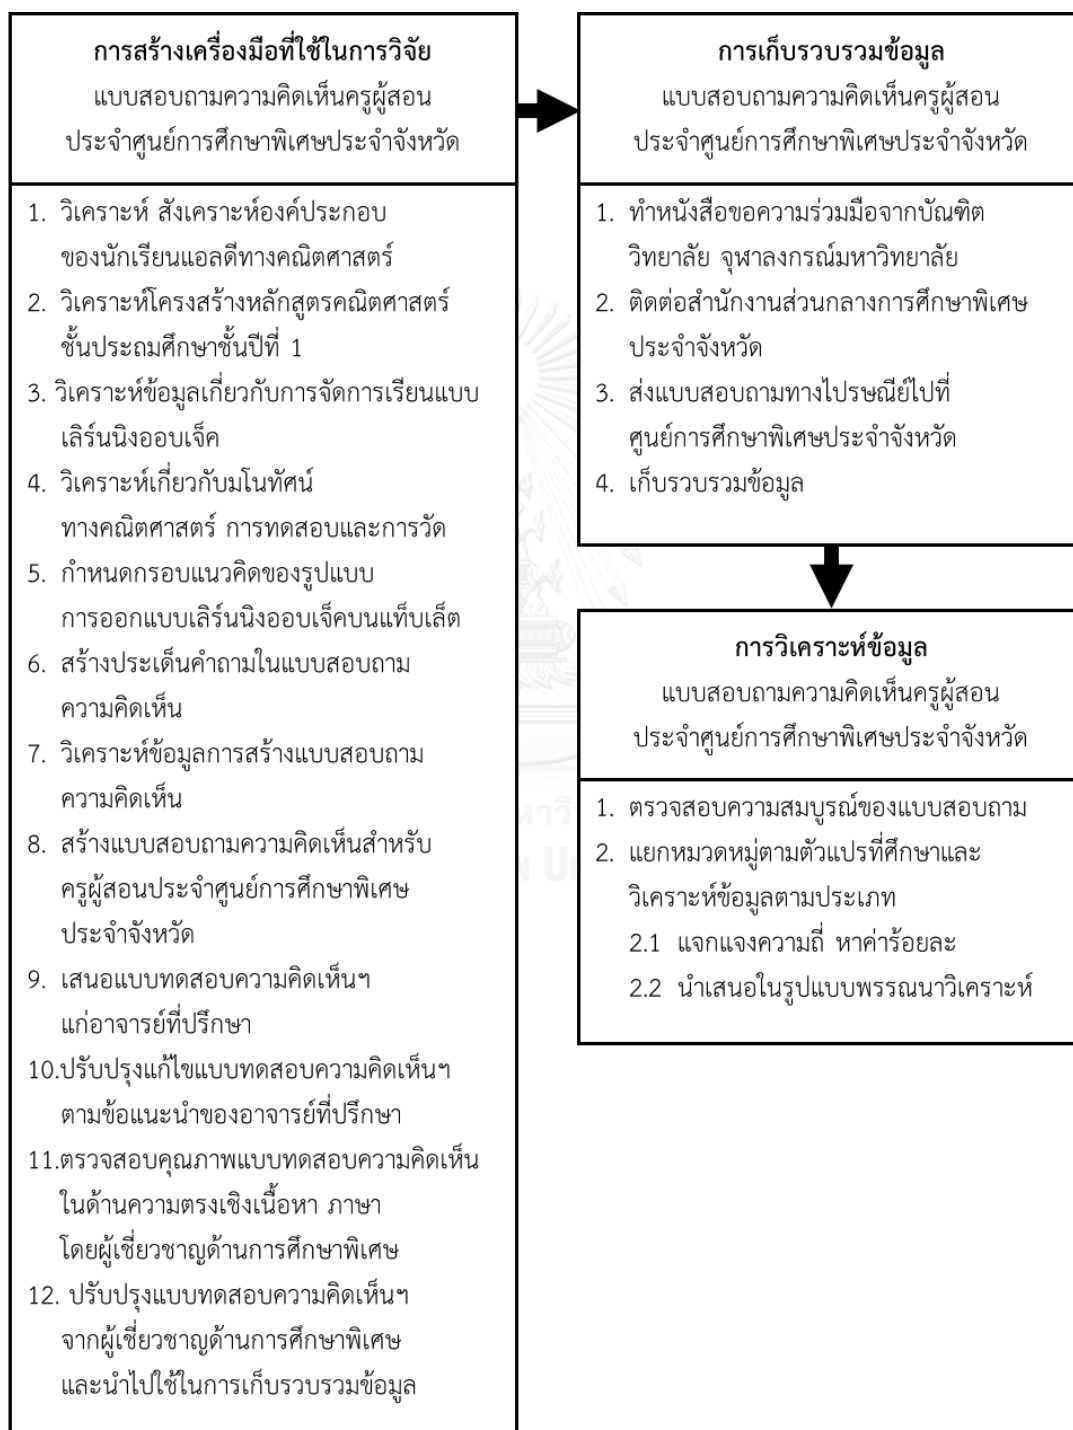 การสร้างเครื่องมือที่ใช้ในการวิจัย
แบบสอบถามความคิดเห็นครูผู้สอน
ประจำศูนย์การศึกษาพิเศษประจำจังหวัด
1. วิเคราะห์ สังเคราะห์องค์ประกอบ
ของนักเรียนแอลดีทางคณิตศาสตร์
2. วิเคราะห์โครงสร้างหลักสูตรคณิตศาสตร์
ชั้นประถมศึกษาชั้นปีที่ 1
3. วิเคราะห์ข้อมูลเกี่ยวกับการจัดการเรียนแบบ
เลิร์นนิงออบเจ็ค
4. วิเคราะห์เกี่ยวกับมโนทัศน์
ทางคณิตศาสตร์ การทดสอบและการวัด
5. กำหนดกรอบแนวคิดของรูปแบบ
การออกแบบเลิร์นนิงออบเจ็คบนแท็บเล็ต
6. สร้างประเด็นคำถามในแบบสอบถาม
ความคิดเห็น
7. วิเคราะห์ข้อมูลการสร้างแบบสอบถาม
ความคิดเห็น
8. สร้างแบบสอบถามความคิดเห็นสำหรับ
ครูผู้สอนประจำศูนย์การศึกษาพิเศษ
ประจำจังหวัด
9. เสนอแบบทดสอบความคิดเห็นฯ
แก่อาจารย์ที่ปรึกษา
10.ปรับปรุงแก้ไขแบบทดสอบความคิดเห็นฯ
ตามข้อแนะนำของอาจารย์ที่ปรึกษา
11.ตรวจสอบคุณภาพแบบทดสอบความคิดเห็น
ในด้านความตรงเชิงเนื้อหา ภาษา
โดยผู้เชี่ยวชาญด้านการศึกษาพิเศษ
12. ปรับปรุงแบบทดสอบความคิดเห็นฯ
จากผู้เชี่ยวชาญด้านการศึกษาพิเศษ
และนำไปใช้ในการเก็บรวบรวมข้อมูล
การเก็บรวบรวมข้อมูล
แบบสอบถามความคิดเห็นครูผู้สอน
ประจำศูนย์การศึกษาพิเศษประจำจังหวัด
1. ทำหนังสือขอความร่วมมือจากบัณฑิต
วิทยาลัย จุฬาลงกรณ์มหาวิทยาลัย
2. ติดต่อสำนักงานส่วนกลางการศึกษาพิเศษ
ประจำจังหวัด
3. ส่งแบบสอบถามทางไปรษณีย์ไปที่
ศูนย์การศึกษาพิเศษประจำจังหวัด
4. เก็บรวบรวมข้อมูล
การวิเคราะห์ข้อมูล
แบบสอบถามความคิดเห็นครูผู้สอน
ประจำศูนย์การศึกษาพิเศษประจำจังหวัด
1. ตรวจสอบความสมบูรณ์ของแบบสอบถาม
2. แยกหมวดหมู่ตามตัวแปรที่ศึกษาและ
วิเคราะห์ข้อมูลตามประเภท
2.1 แจกแจงความถี่ หาค่าร้อยละ
2.2 นำเสนอในรูปแบบพรรณนาวิเคราะห์